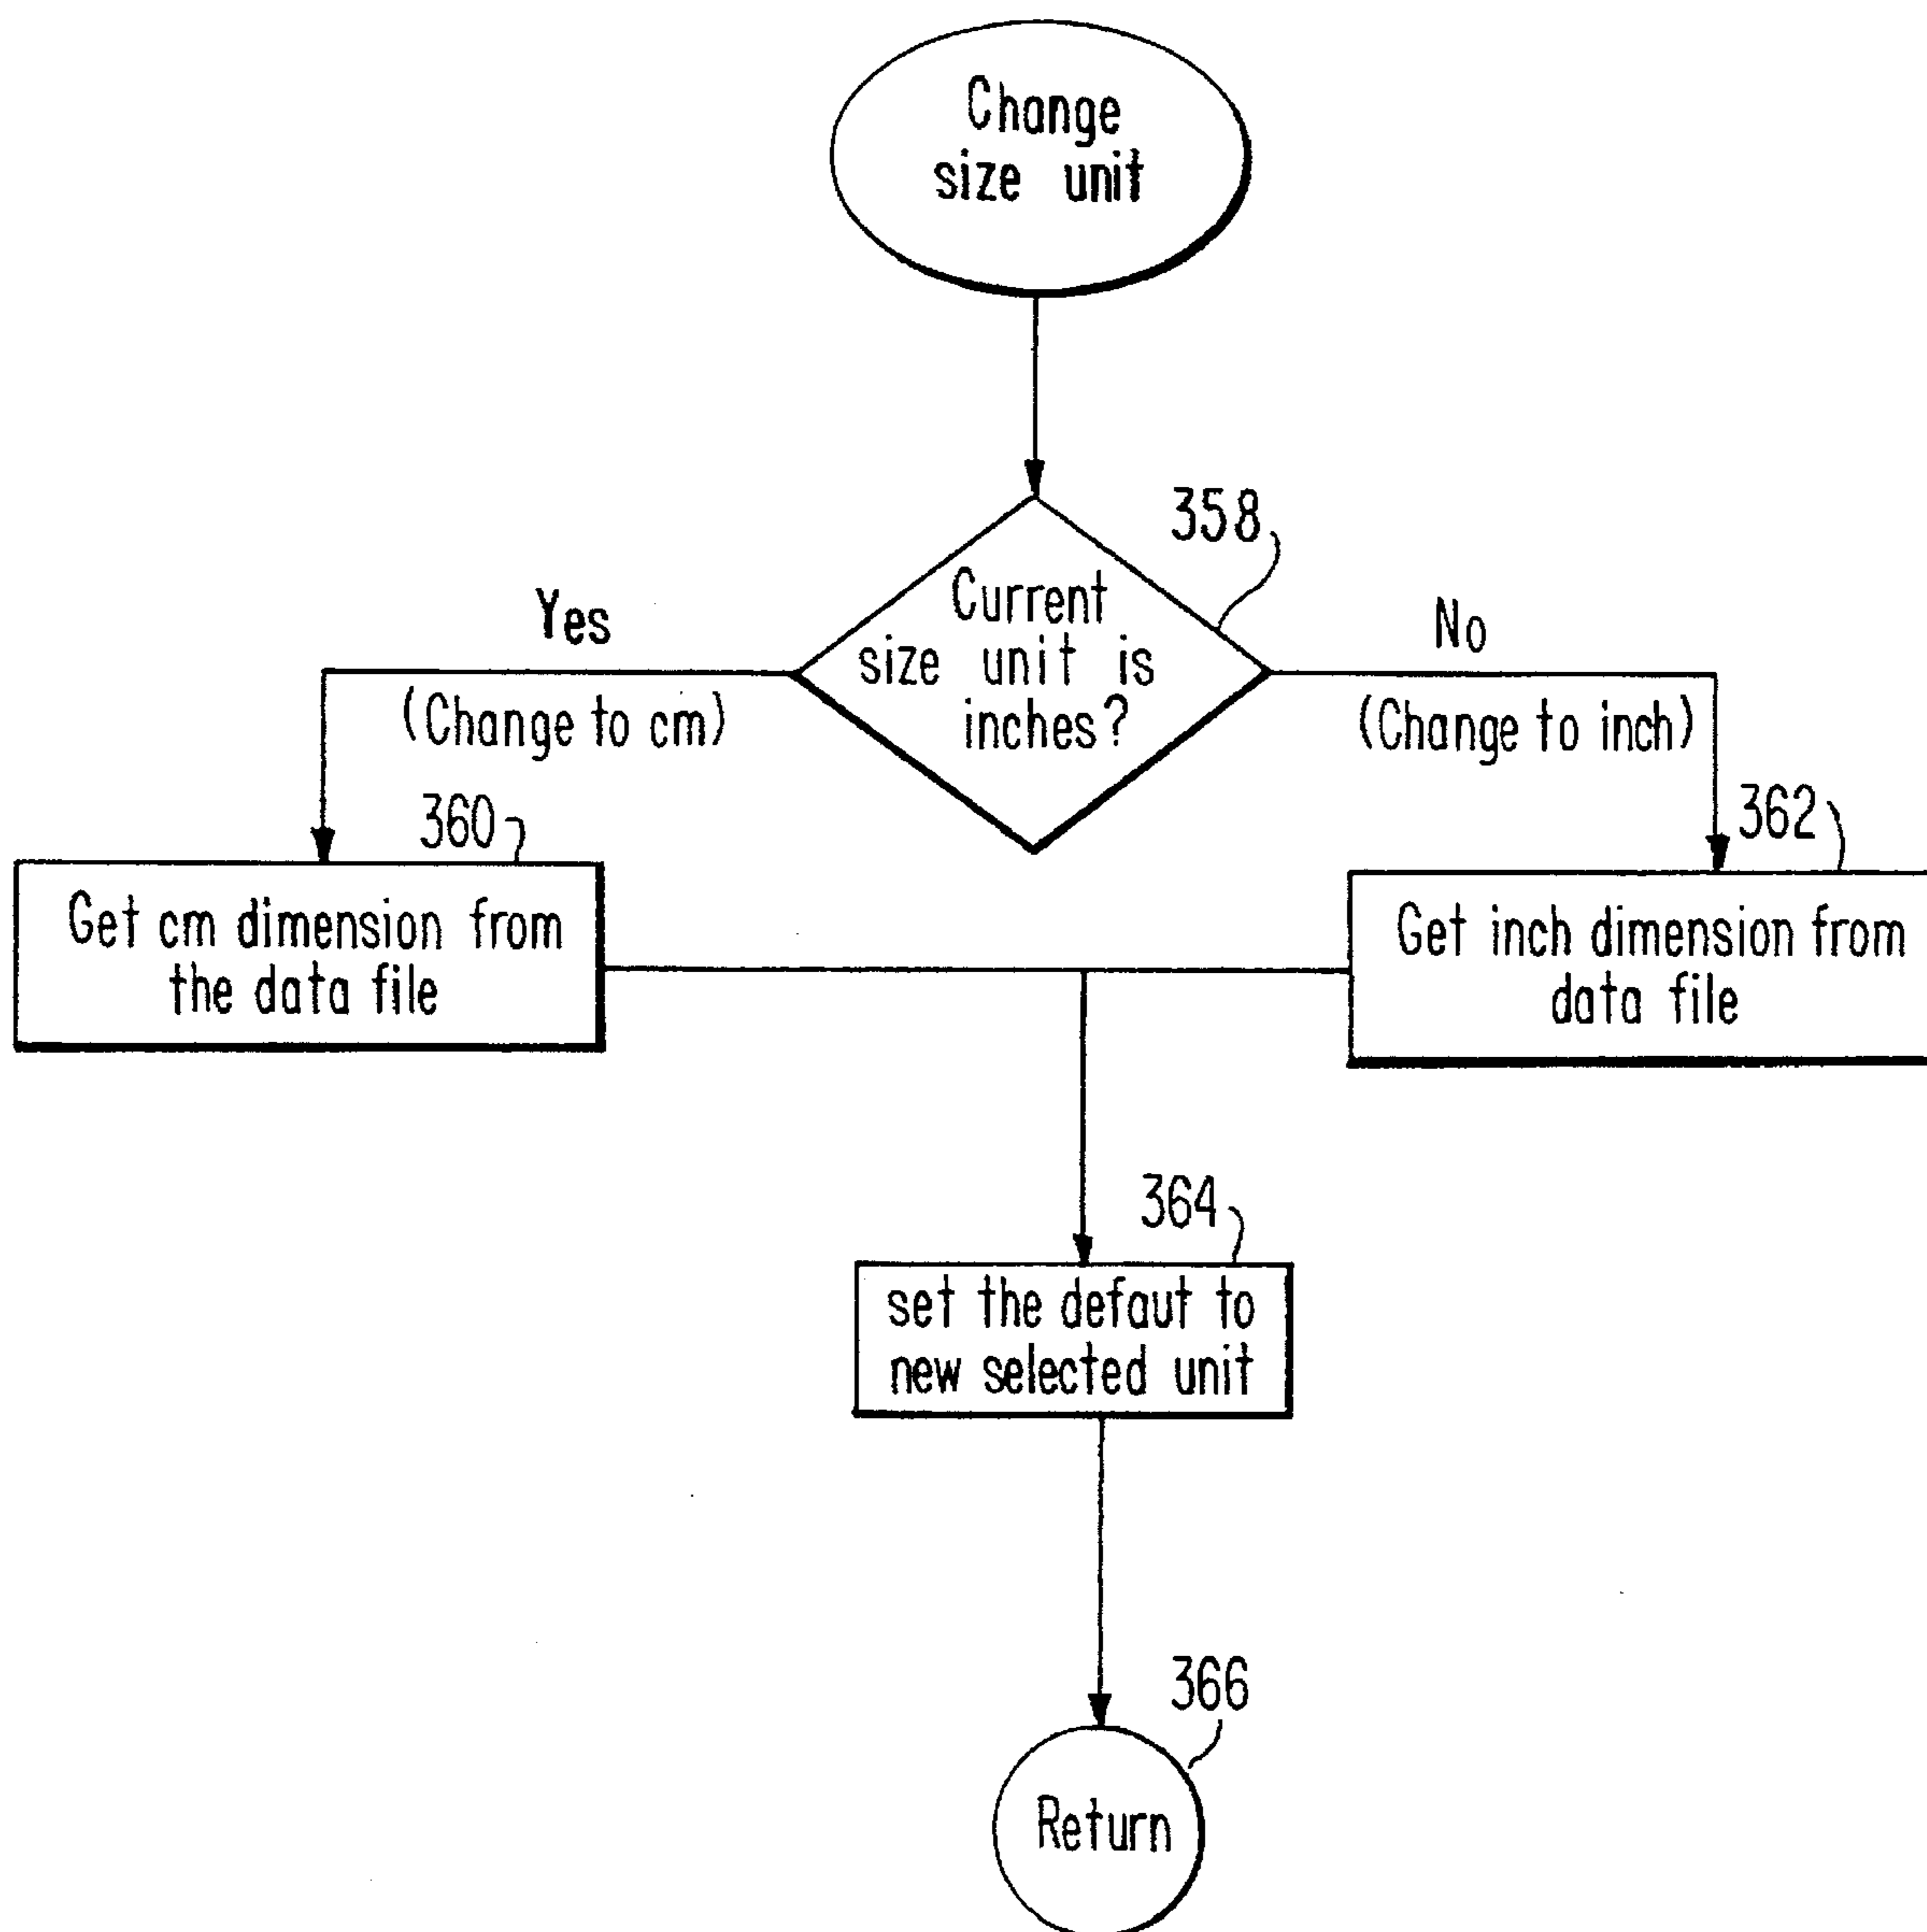 Change
size unit
358
Current
size unit is
inches?
Yes
(Change to cm)
No
(Change to inch)
360
Get cm dimension from
the data file
362
Get inch dimension from
data file
364
set the defaut to
new selected unit
366
Return